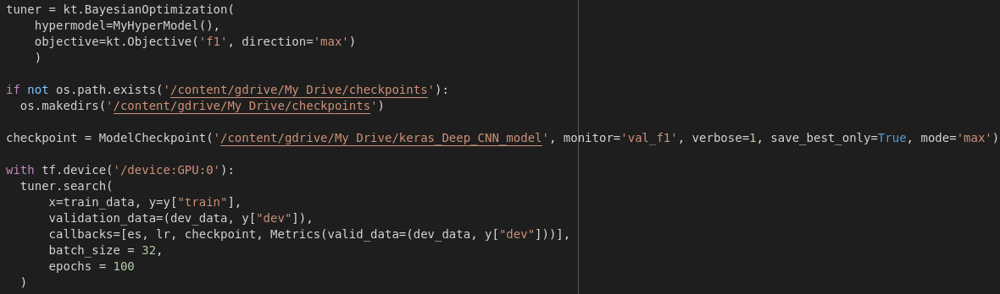 tuner = kt.BayesianOptimization(
    hypermodel=MyHyperModel(),
    objective=kt.Objective('f1', direction='max')
    )

if not os.path.exists('/content/gdrive/My Drive/checkpoints'):
  os.makedirs('/content/gdrive/My Drive/checkpoints')

checkpoint = ModelCheckpoint('/content/gdrive/My Drive/keras_Deep_CNN_model', monitor='val_f1', verbose=1, save_best_only=True, mode='max')

with tf.device('/device:GPU:0'):
  tuner.search(
      x=train_data, y=y["train"],
      validation_data=(dev_data, y["dev"]),
      callbacks=[es, lr, checkpoint, Metrics(valid_data=(dev_data, y["dev"]))],
      batch_size = 32,
      epochs = 100
  )